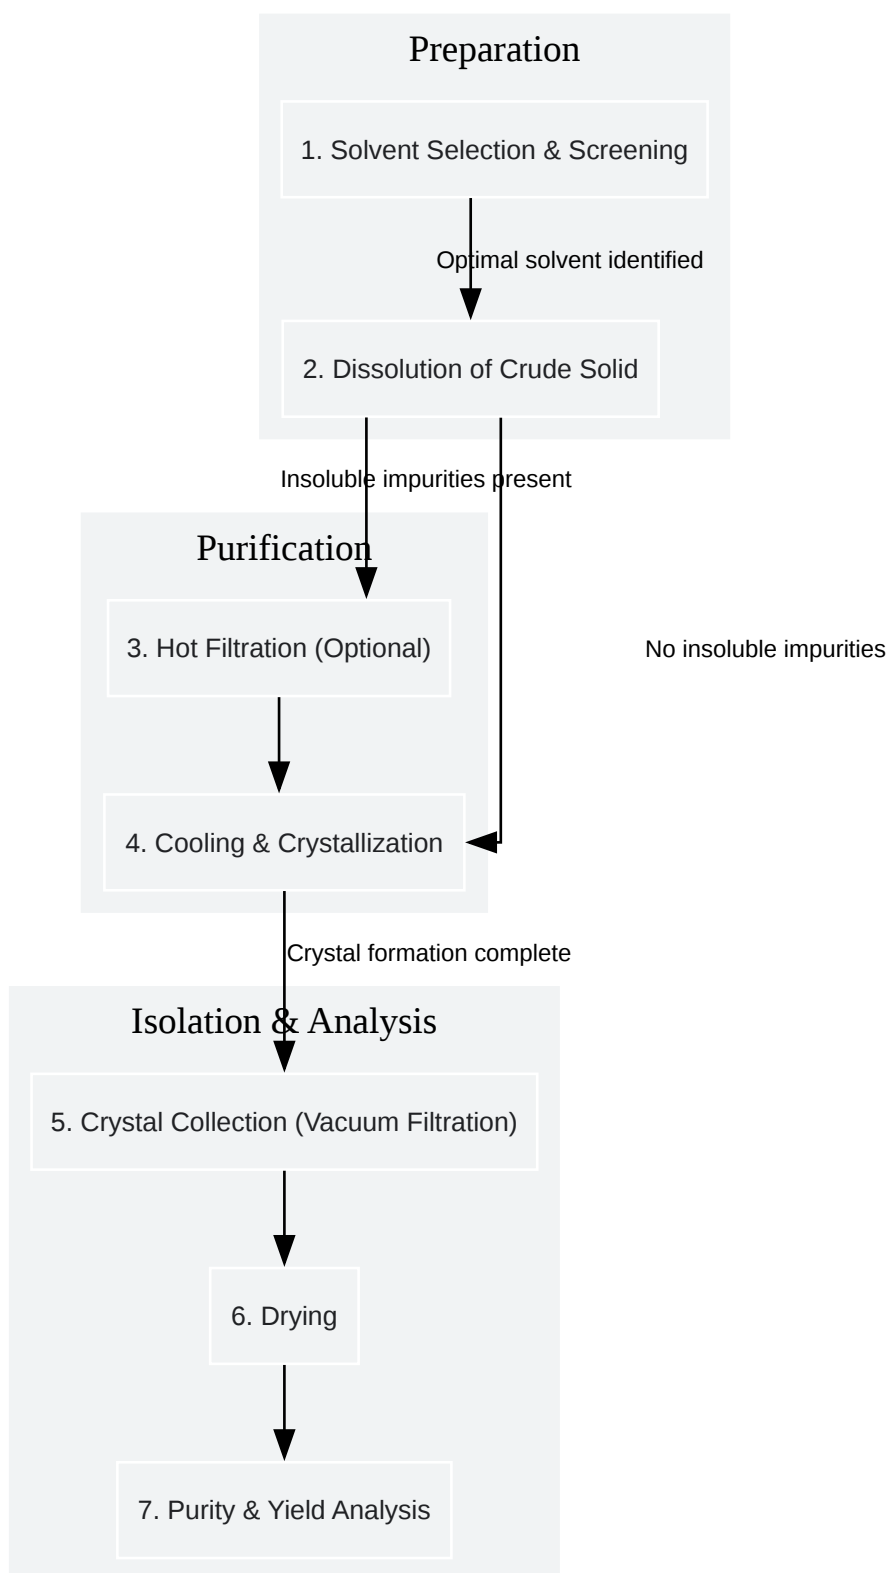 Preparation
1. Solvent Selection & Screening
Optimal solvent identified
2. Dissolution of Crude Solid
Insoluble impurities present
Purification
3. Hot Filtration (Optional)
No insoluble impurities
4. Cooling & Crystallization
Crystal formation complete
Isolation & Analysis
5. Crystal Collection (Vacuum Filtration)
6. Drying
7. Purity & Yield Analysis